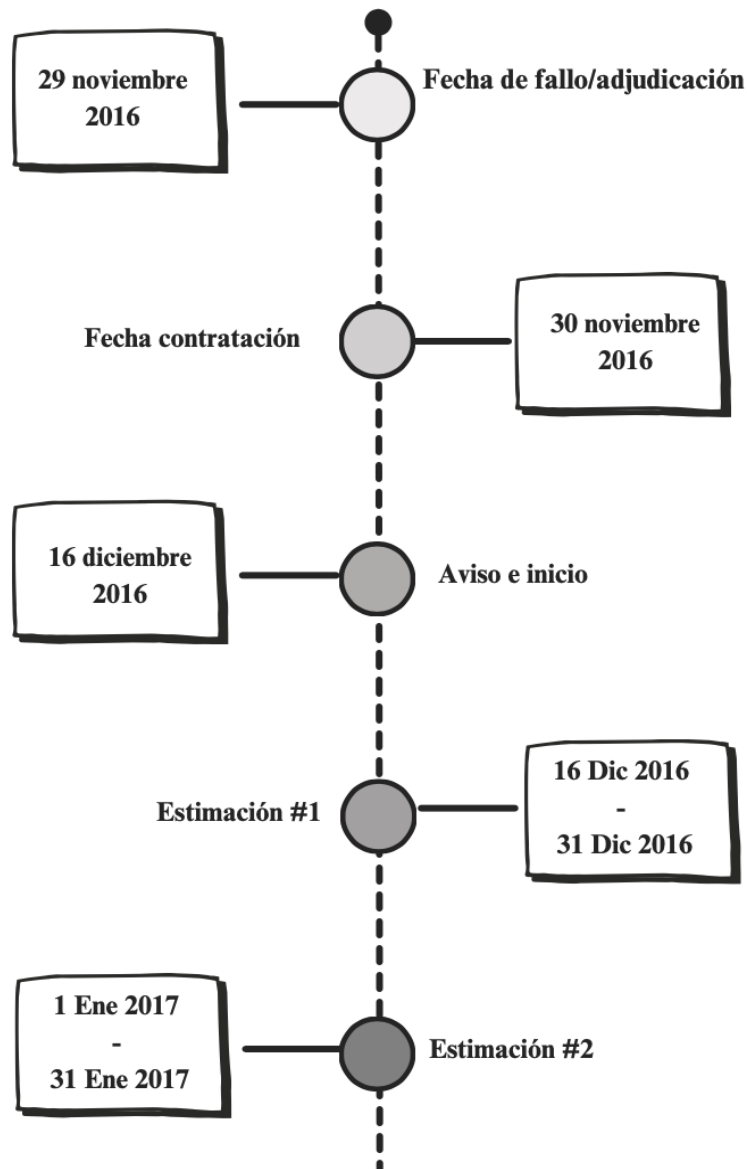 29 noviembre
2016
Fecha de fallo/adjudicación
Fecha contratación
30 noviembre
2016
16 diciembre
2016
Aviso e inicio
Estimación #1
16 Dic 2016
-
31 Dic 2016
1 Ene 2017
-
31 Ene 2017
Estimación #2